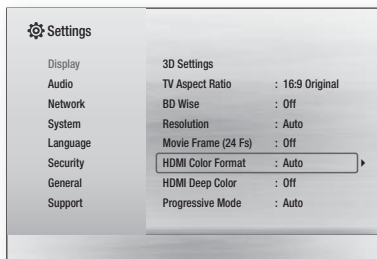 Settings
Display
Audio
Network
System
Language
Security
General
Support
3D Settings
TV Aspect Ratio : 16:9 Original
BD Wise : Off
Resolution : Auto
Movie Frame (24 Fs) : Off
HDMI Color Format : Auto
HDMI Deep Color : Off
Progressive Mode : Auto